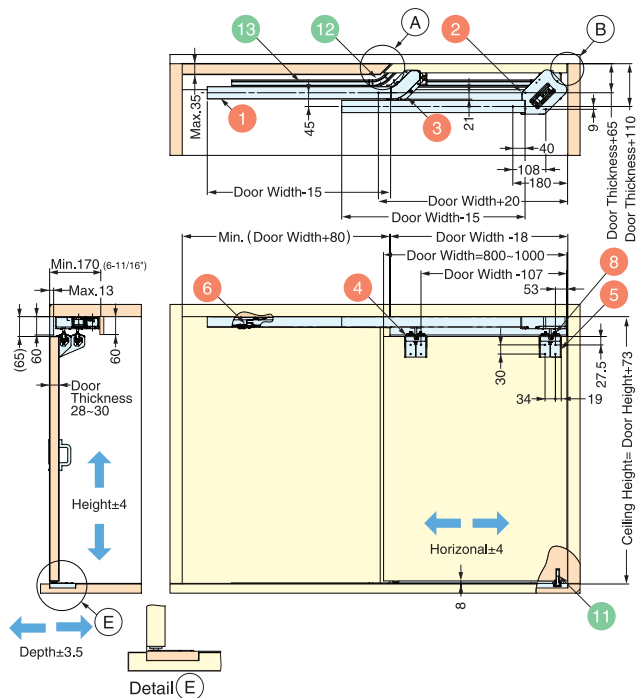 A
B
13
12
2
Max.35
1
45
3
21
9
40
108
180
Door Thickness+65
Door Thickness+110
Door Width-15
Door Width+20
Door Width-15
Min. (Door Width+80)
Door Width -18
Door Width=800~1000
Door Width -107
53
8
5
4
6
Min.170 (6-11/16")
Max.13
(65)
60
60
Door
Thickness
28~30
30
27.5
34
19
Ceiling Height= Door Height+73
Height±4
Horizonal±4
8
11
E
Depth±3.5
Detail E